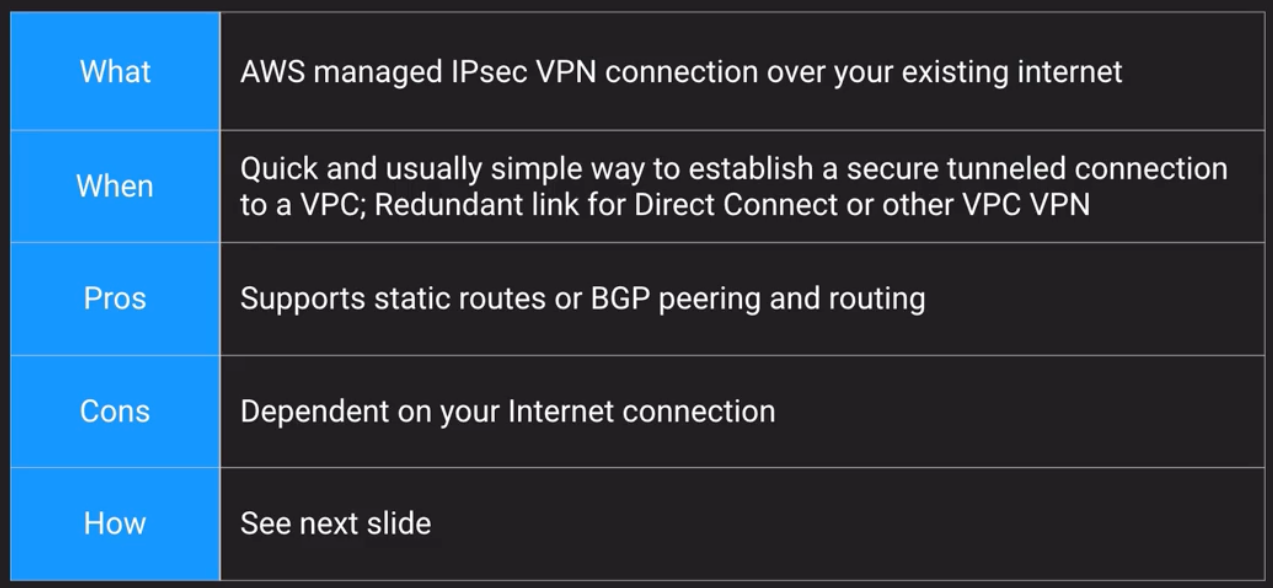 What
AWS managed IPsec VPN connection over your existing internet
When
Quick and usually simple way to establish a secure tunneled connection
to a VPC; Redundant link for Direct Connect or other VPC VPN
Pros
Supports static routes or BGP peering and routing
Cons
Dependent on your Internet connection
How
See next slide